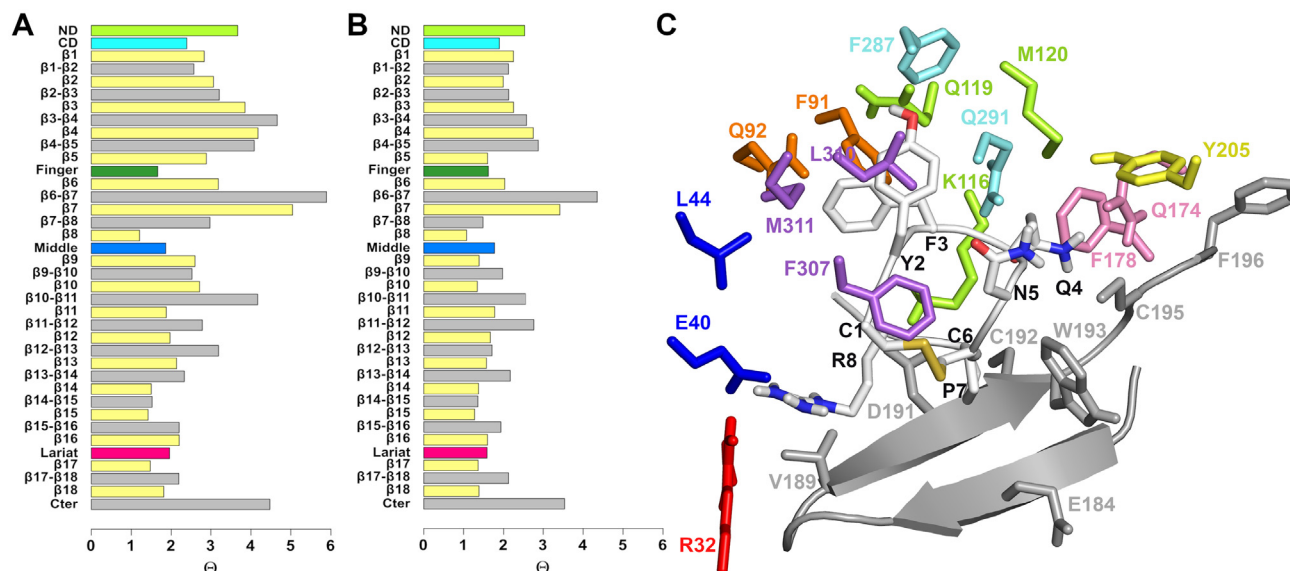 A
ND
CD
β1
β1-β2
β2
β2-β3
β3
β3-β4
β4
β4-β5
β5
Finger
β6
β6-β7
β7
β7-β8
β8
Middle
β9
β9-β10
β10
β10-β11
β11
β11-β12
β12
β12-β13
β13
β13-β14
β14
β14-β15
β15
β15-β16
β16
Lariat
β17
β17-β18
β18
Cter
0 1 2 3 4 5 6
Θ
B
ND
CD
β1
β1-β2
β2
β2-β3
β3
β3-β4
β4
β4-β5
β5
Finger
β6
β6-β7
β7
β7-β8
β8
Middle
β9
β9-β10
β10
β10-β11
β11
β11-β12
β12
β12-β13
β13
β13-β14
β14
β14-β15
β15
β15-β16
β16
Lariat
β17
β17-β18
β18
Cter
0 1 2 3 4 5 6
Θ
C
F287
M120
Q119
F91
Q291
Q92
Y205
K116
L44
Q174
M311
F3
F178
F196
Y2
F307
N5
Q4
C195
C1
C6
C192
W193
E40
R8
P7
D191
V189
E184
R32